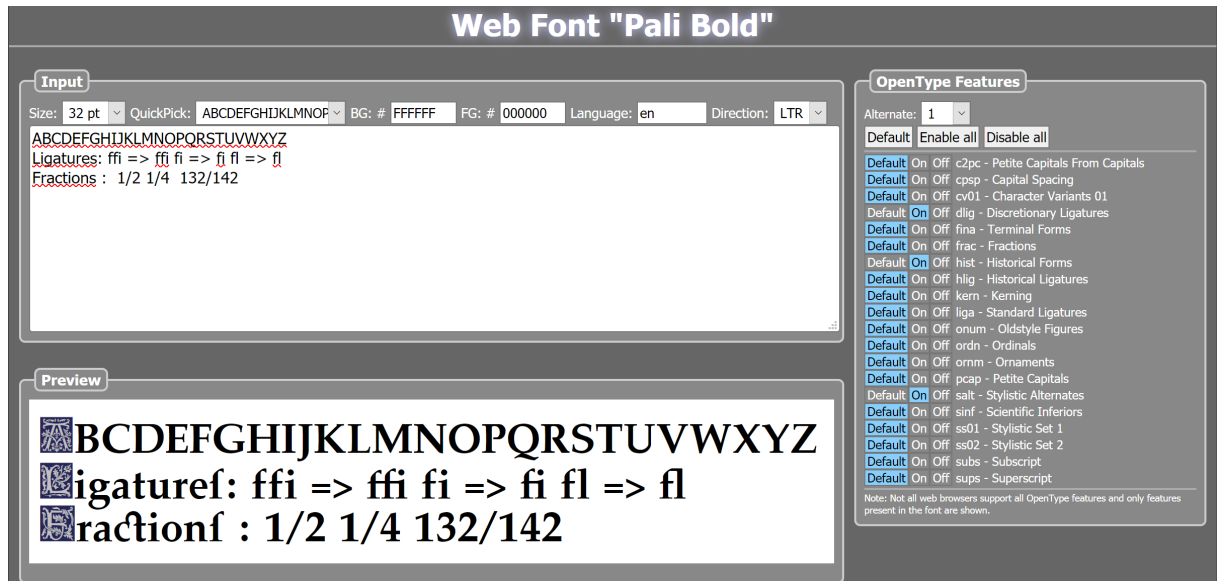 Web Font "Pali Bold"
Input
Size: 32 pt QuickPick: ABCDEFGHIJKLMNOP BG: # FFFFFF FG: # 000000 Language: en Direction: LTR
ABCDEFGHIJKLMNOPQRSTUVWXYZ
Ligatures: ffi => ffi fi => fi fl => fl
Fractions : 1/2 1/4 132/142
Preview
ABCDEFGHIJKLMNOPQRSTUVWXYZ
Ligatureſ: ffi => ffi fi => fi fl => fl
Fractionſ : 1/2 1/4 132/142
OpenType Features
Alternate: 1
Default Enable all Disable all
Default On Off c2pc - Petite Capitals From Capitals
Default On Off cpsp - Capital Spacing
Default On Off cv01 - Character Variants 01
Default On Off dlig - Discretionary Ligatures
Default On Off fina - Terminal Forms
Default On Off frac - Fractions
Default On Off hist - Historical Forms
Default On Off hlig - Historical Ligatures
Default On Off kern - Kerning
Default On Off liga - Standard Ligatures
Default On Off onum - Oldstyle Figures
Default On Off ordn - Ordinals
Default On Off ornm - Ornaments
Default On Off pcap - Petite Capitals
Default On Off salt - Stylistic Alternates
Default On Off sinf - Scientific Inferiors
Default On Off ss01 - Stylistic Set 1
Default On Off ss02 - Stylistic Set 2
Default On Off subs - Subscript
Default On Off sups - Superscript
Note: Not all web browsers support all OpenType features and only features
present in the font are shown.